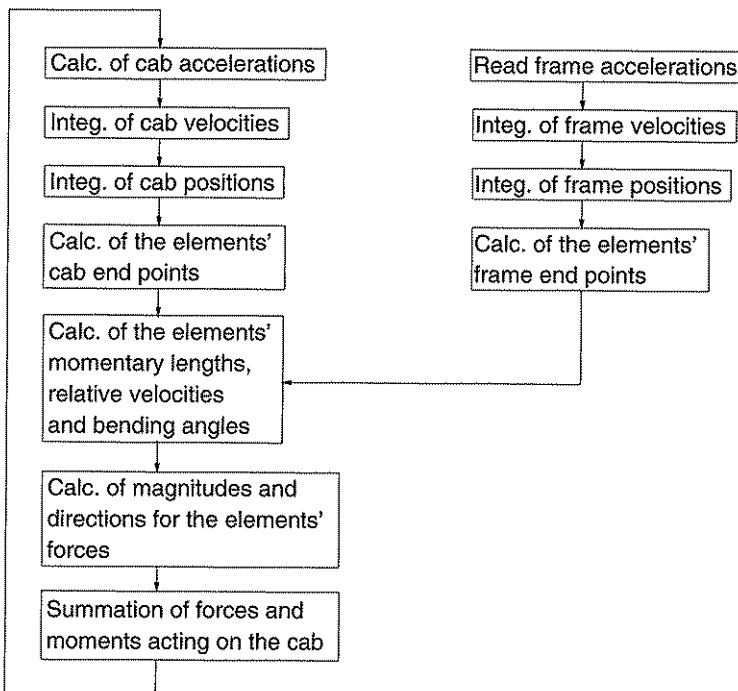 Calc. of cab accelerations
Integ. of cab velocities
Integ. of cab positions
Calc. of the elements'
cab end points
Calc. of the elements'
momentary lengths,
relative velocities
and bending angles
Calc. of magnitudes and
directions for the elements'
forces
Summation of forces and
moments acting on the cab
Read frame accelerations
Integ. of frame velocities
Integ. of frame positions
Calc. of the elements'
frame end points